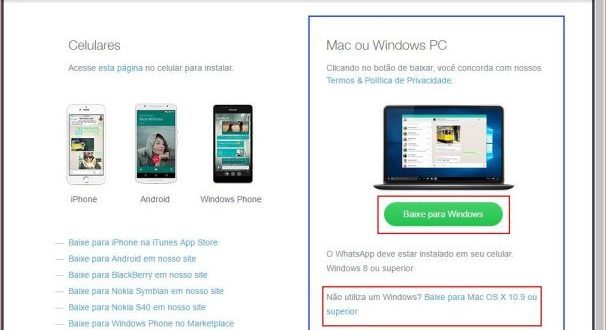 Celulares
Acesse esta página no celular para instalar.
iPhone
Android
Windows Phone
Baixe para iPhone na iTunes App Store
Baixe para Android em nosso site
Baixe para BlackBerry em nosso site
Baixe para Nokia Symbian em nosso site
Baixe para Nokia S40 em nosso site
Baixe para Windows Phone no Marketplace
Mac ou Windows PC
Clicando no botão de baixar, você concorda com nossos
Termos & Política de Privacidade.
Baixe para Windows
O WhatsApp deve estar instalado em seu celular.
Windows 8 ou superior
Não utiliza um Windows? Baixe para Mac OS X 10.9 ou
superior